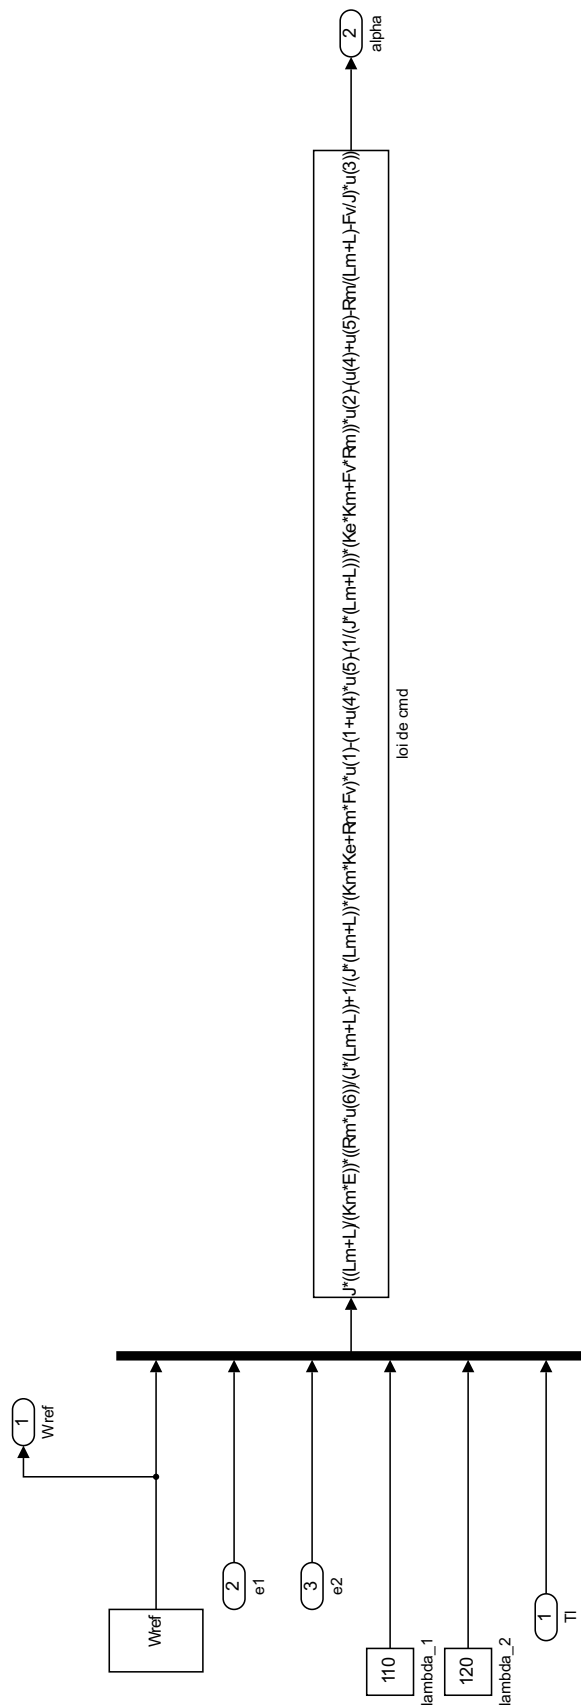 1
Wref
Wref
2
e1
3
e2
110
lambda_1
120
lambda_2
1
Tl
J*((Lm+L)/(Km*E))*((Rm*u(6))/(J*(Lm+L))+1/(J*(Lm+L))*(Km*Ke+Rm*Fv)*u(1)-(1+u(4)*u(5)-(1/(J*(Lm+L)))*(Ke*Km+Fv*Rm))*u(2)-(u(4)+u(5)-Rm/(Lm+L)-Fv/J)*u(3))
loi de cmd
2
alpha